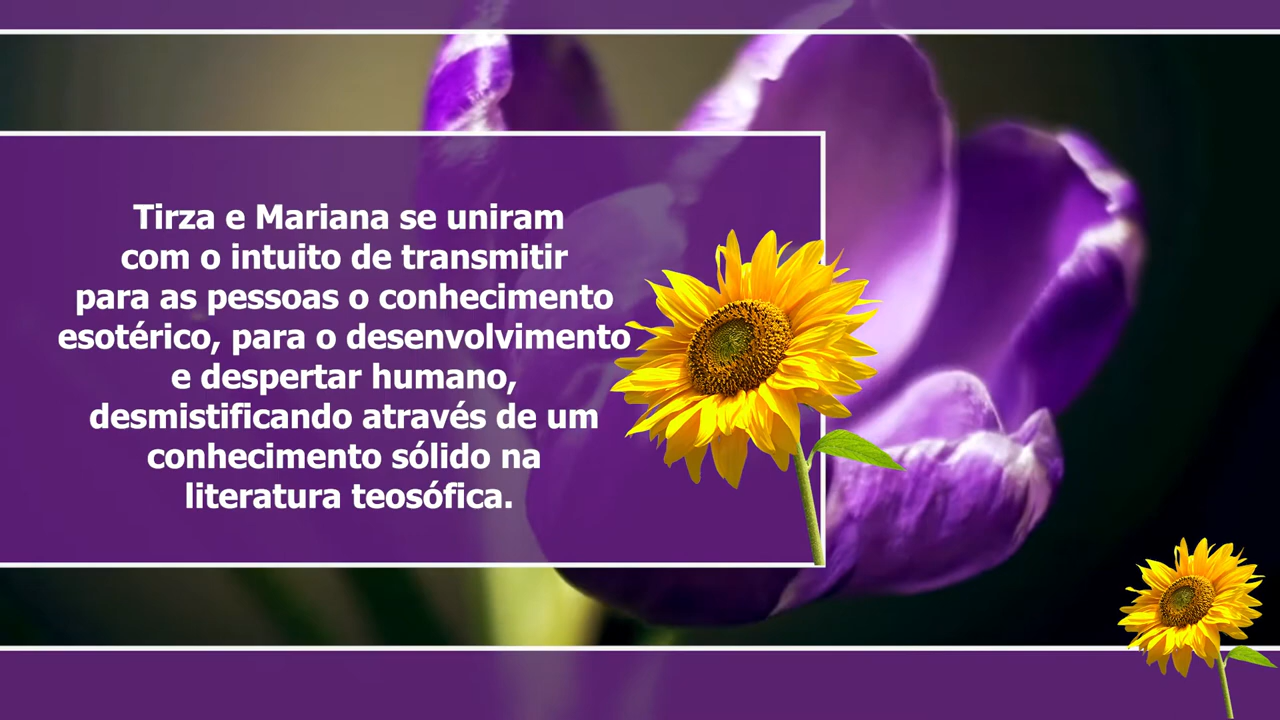 Tirza e Mariana se uniram
com o intuito de transmitir
para as pessoas o conhecimento
esotérico, para o desenvolvimento
e despertar humano,
desmistificando através de um
conhecimento sólido na
literatura teosófica.